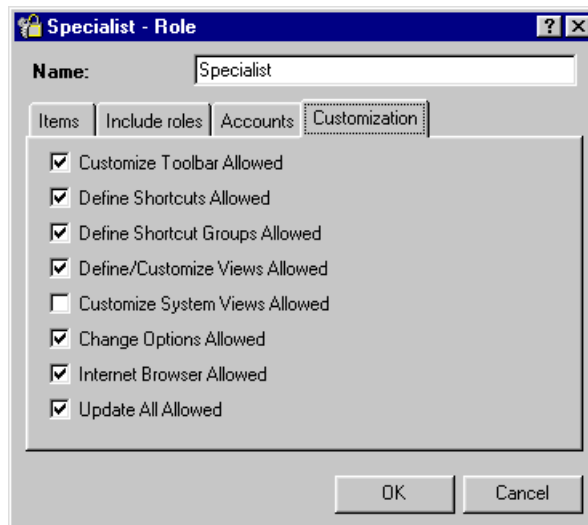 Specialist - Role
Name: Specialist
Items Include roles Accounts Customization
Customize Toolbar Allowed
Define Shortcuts Allowed
Define Shortcut Groups Allowed
Define/Customize Views Allowed
Customize System Views Allowed
Change Options Allowed
Internet Browser Allowed
Update All Allowed
OK Cancel